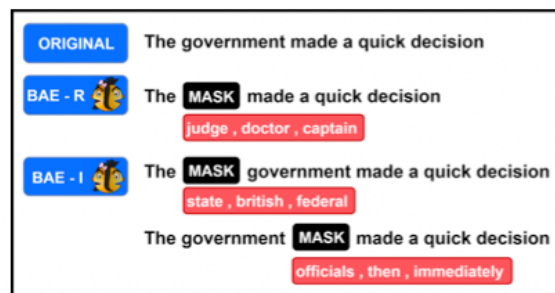 ORIGINAL The government made a quick decision
BAE - R The MASK made a quick decision
judge , doctor , captain
BAE - I The MASK government made a quick decision
state , british , federal
The government MASK made a quick decision
officials , then , immediately